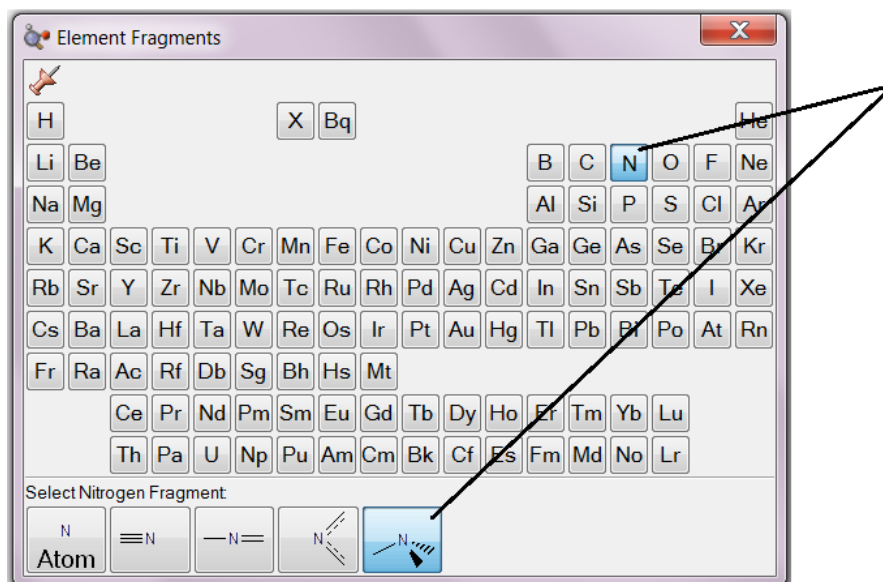 Element Fragments
X
H X Bq He
Li Be B C N O F Ne
Na Mg Al Si P S Cl Ar
K Ca Sc Ti V Cr Mn Fe Co Ni Cu Zn Ga Ge As Se Br Kr
Rb Sr Y Zr Nb Mo Tc Ru Rh Pd Ag Cd In Sn Sb Te I Xe
Cs Ba La Hf Ta W Re Os Ir Pt Au Hg Tl Pb Bi Po At Rn
Fr Ra Ac Rf Db Sg Bh Hs Mt
Ce Pr Nd Pm Sm Eu Gd Tb Dy Ho Er Tm Yb Lu
Th Pa U Np Pu Am Cm Bk Cf Es Fm Md No Lr
Select Nitrogen Fragment:
N N N N N
Atom